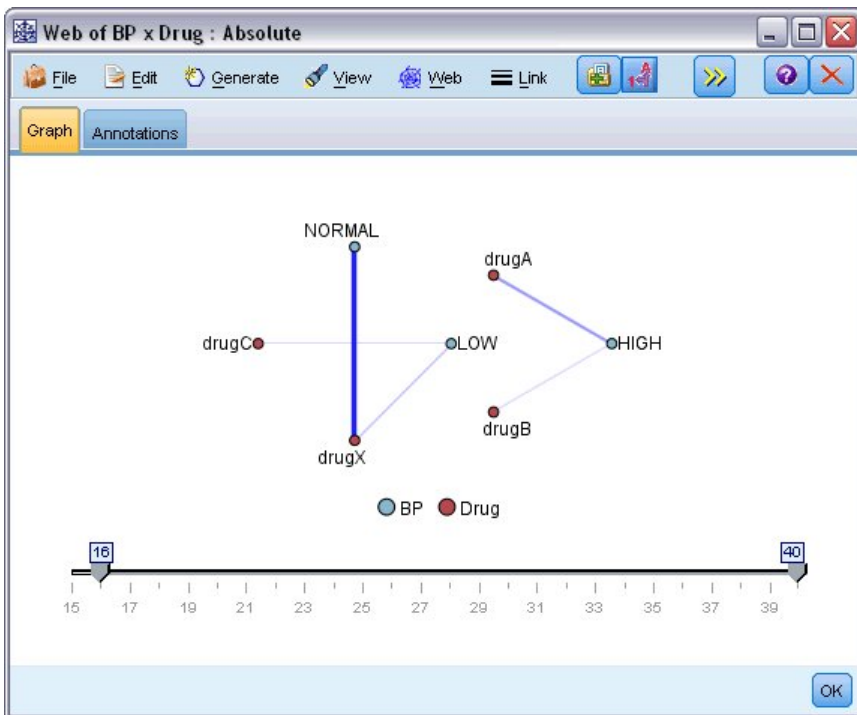 Web of BP x Drug : Absolute
File Edit Generate View Web Link
Graph Annotations
NORMAL
drugA
drugC
LOW
HIGH
drugB
drugX
BP Drug
16 40
15 17 19 21 23 25 27 29 31 33 35 37 39
OK